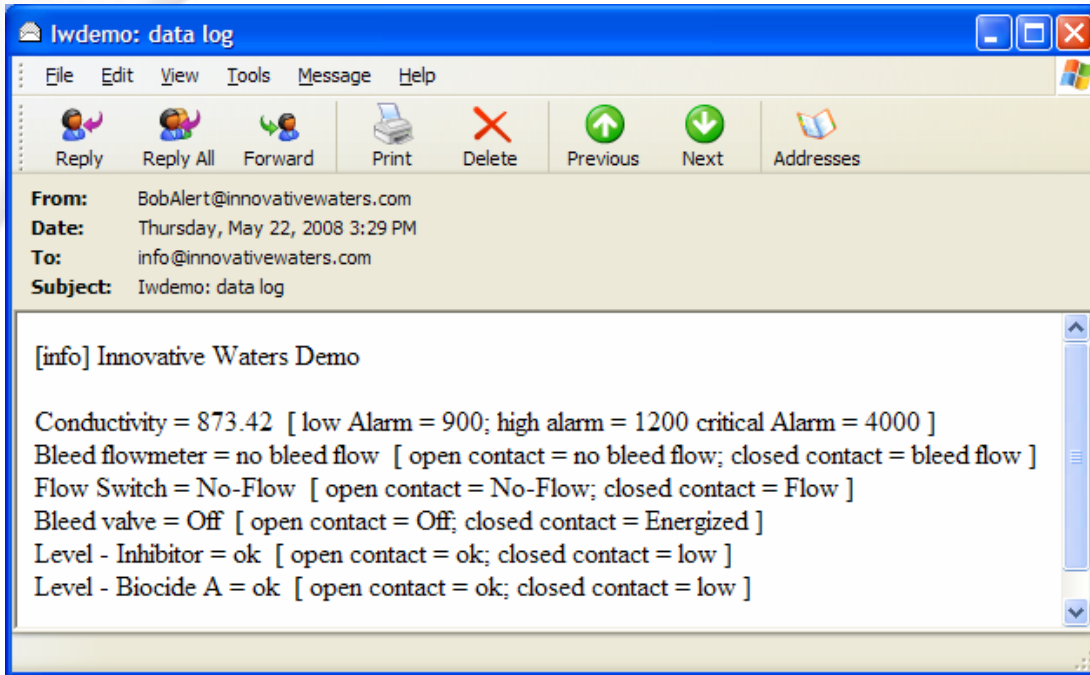 Iwdemo: data log
File Edit View Tools Message Help
Reply Reply All Forward Print Delete Previous Next Addresses
From: BobAlert@innovativewaters.com
Date: Thursday, May 22, 2008 3:29 PM
To: info@innovativewaters.com
Subject: Iwdemo: data log
[info] Innovative Waters Demo
Conductivity = 873.42 [ low Alarm = 900; high alarm = 1200 critical Alarm = 4000 ]
Bleed flowmeter = no bleed flow [ open contact = no bleed flow; closed contact = bleed flow ]
Flow Switch = No-Flow [ open contact = No-Flow; closed contact = Flow ]
Bleed valve = Off [ open contact = Off; closed contact = Energized ]
Level - Inhibitor = ok [ open contact = ok; closed contact = low ]
Level - Biocide A = ok [ open contact = ok; closed contact = low ]